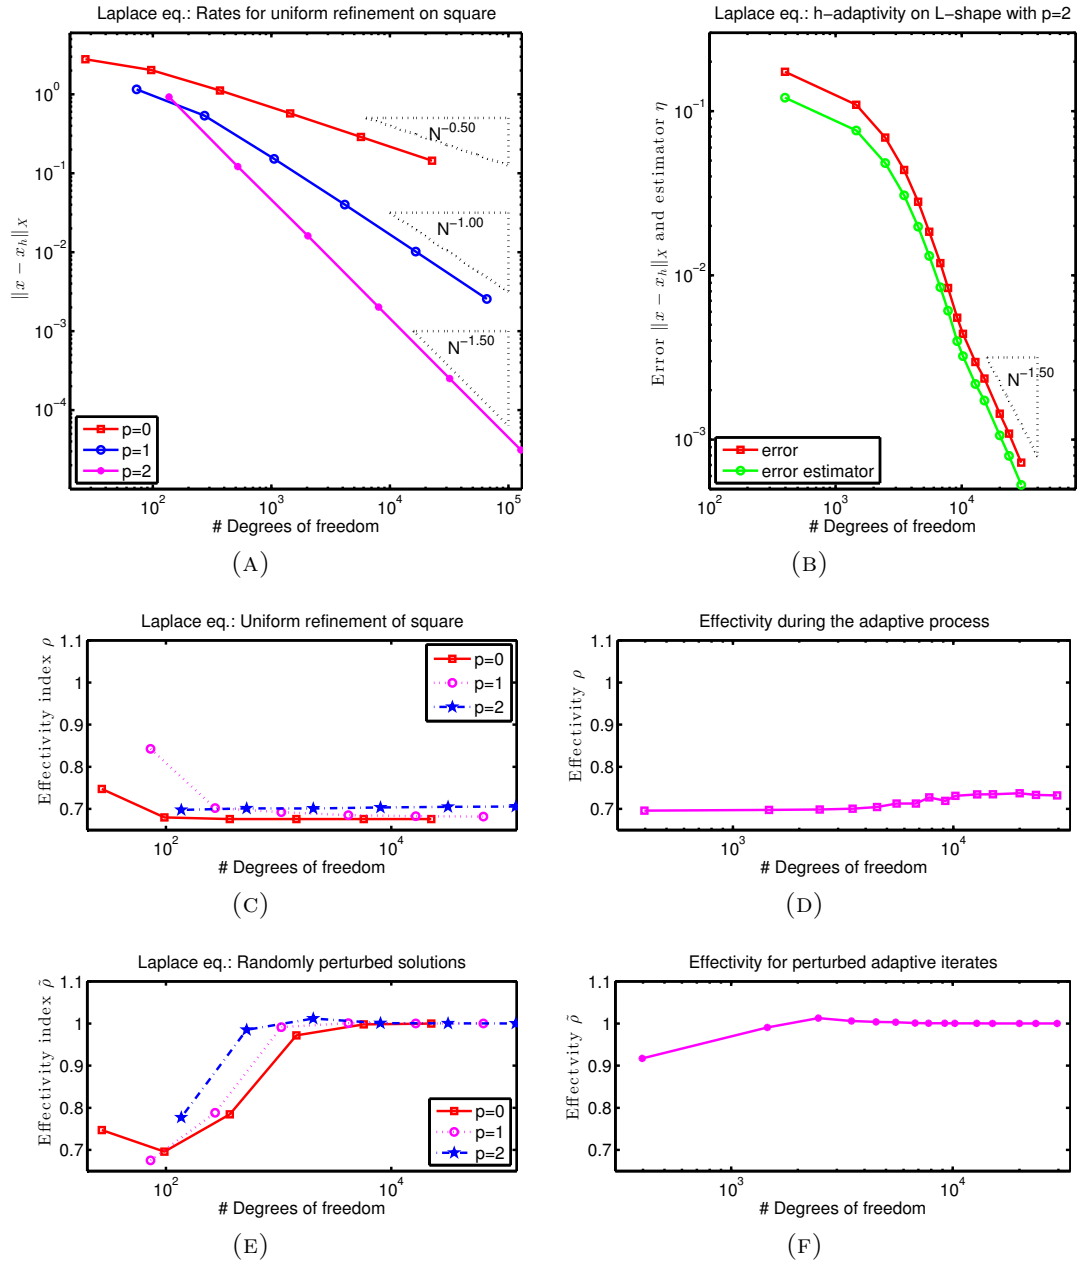 Laplace eq.: Rates for uniform refinement on square
‖x − x_h‖_X
10^0
10^−1
10^−2
10^−3
10^−4
N^−0.50
N^−1.00
N^−1.50
p=0
p=1
p=2
10^2 10^3 10^4 10^5
# Degrees of freedom
(A)
Laplace eq.: h−adaptivity on L−shape with p=2
Error ‖x − x_h‖_X and estimator η
10^−1
10^−2
10^−3
N^−1.50
error
error estimator
10^2 10^3 10^4
# Degrees of freedom
(B)
Laplace eq.: Uniform refinement of square
Effectivity index ρ
1.1
1
0.9
0.8
0.7
p=0
p=1
p=2
10^2 10^4
# Degrees of freedom
(C)
Effectivity during the adaptive process
Effectivity ρ
1.1
1
0.9
0.8
0.7
10^3 10^4
# Degrees of freedom
(D)
Laplace eq.: Randomly perturbed solutions
Effectivity index ρ̃
1.1
1
0.9
0.8
0.7
p=0
p=1
p=2
10^2 10^4
# Degrees of freedom
(E)
Effectivity for perturbed adaptive iterates
Effectvity ρ̃
1.1
1
0.9
0.8
0.7
10^3 10^4
# Degrees of freedom
(F)